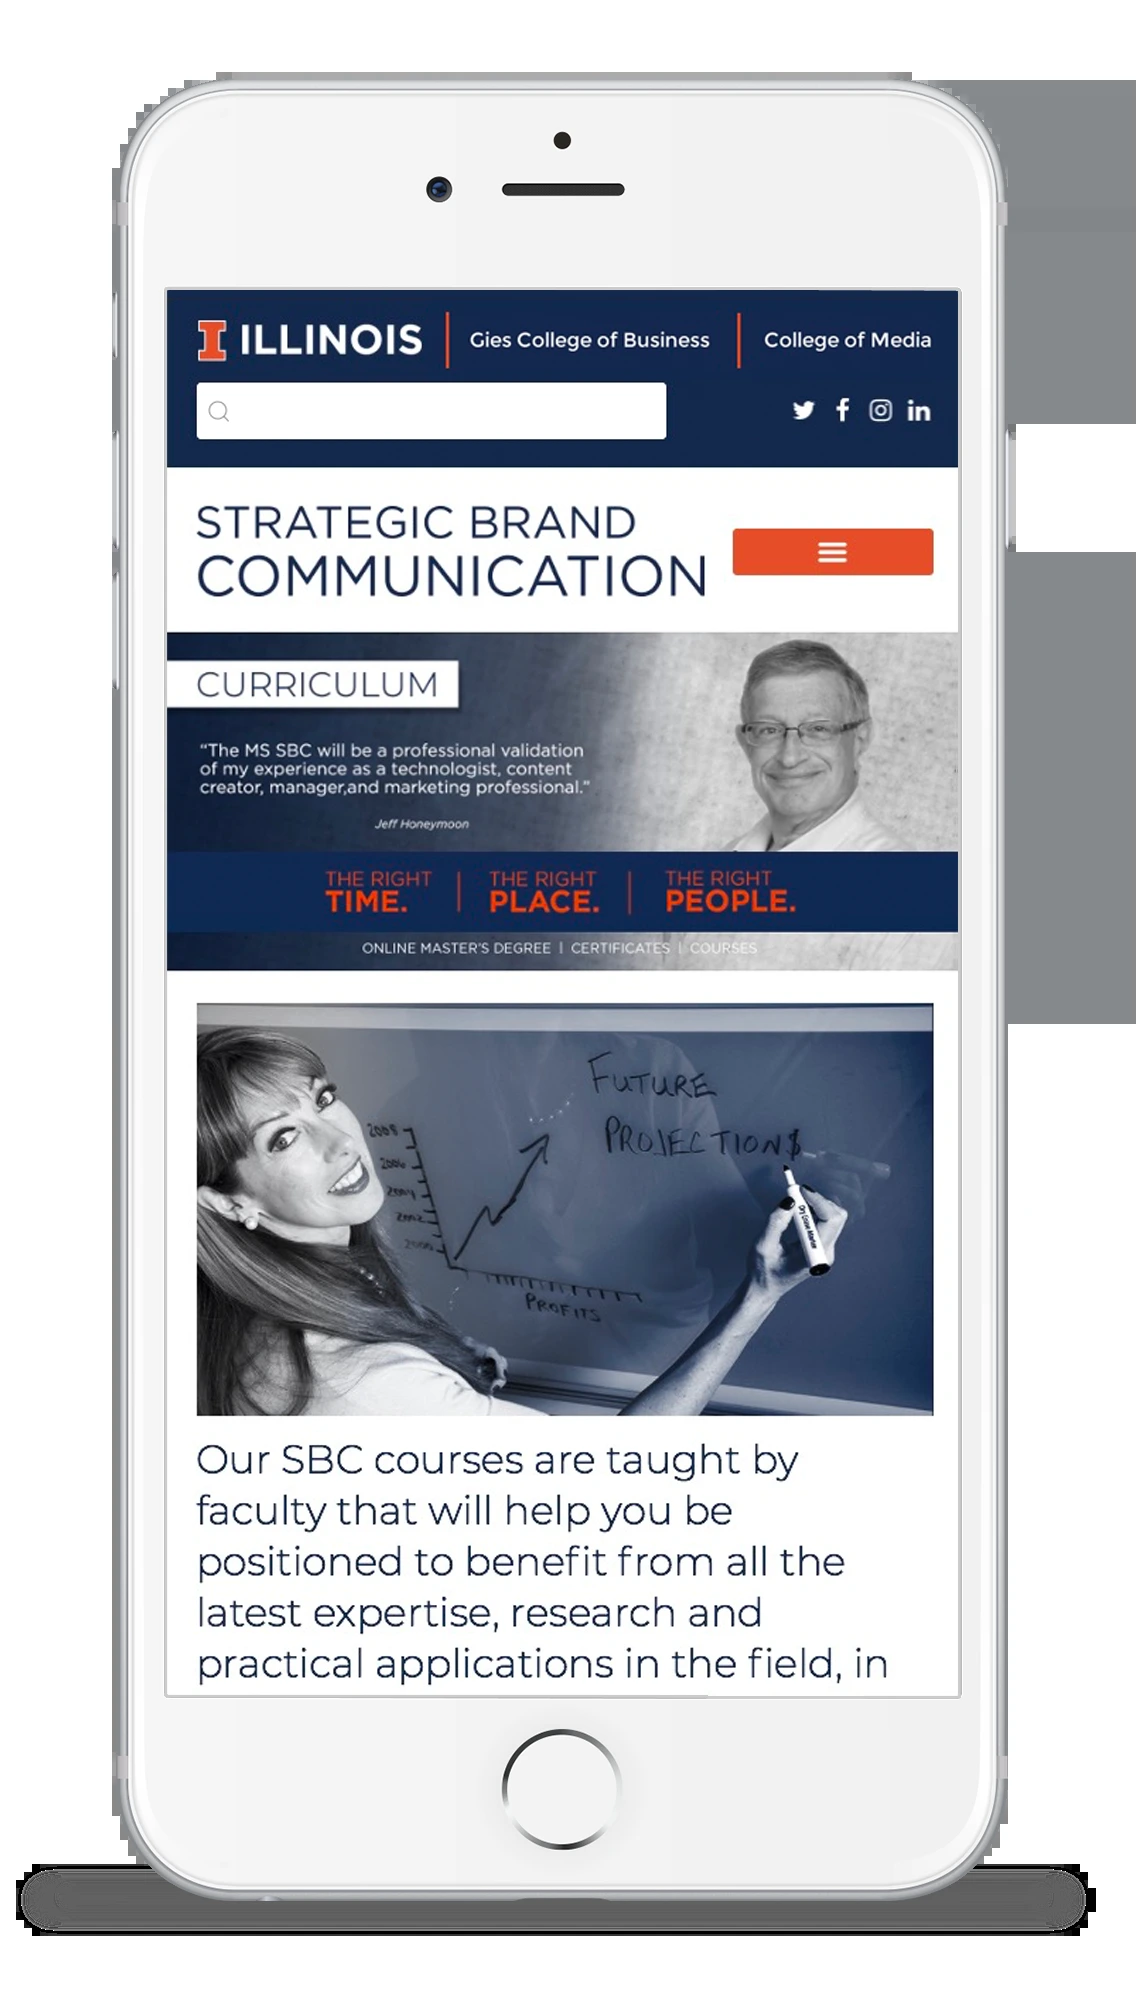 I ILLINOIS | Gies College of Business | College of Media
STRATEGIC BRAND
COMMUNICATION
CURRICULUM
“The MS SBC will be a professional validation
of my experience as a technologist, content
creator, manager,and marketing professional.”
Jeff Honeymoon
THE RIGHT TIME. | THE RIGHT PLACE. | THE RIGHT PEOPLE.
ONLINE MASTER'S DEGREE | CERTIFICATES | COURSES
FUTURE
PROJECTION$
2008
2006
2004
2002
2000
PROFITS
Dry Erase Marker
Our SBC courses are taught by
faculty that will help you be
positioned to benefit from all the
latest expertise, research and
practical applications in the field, in